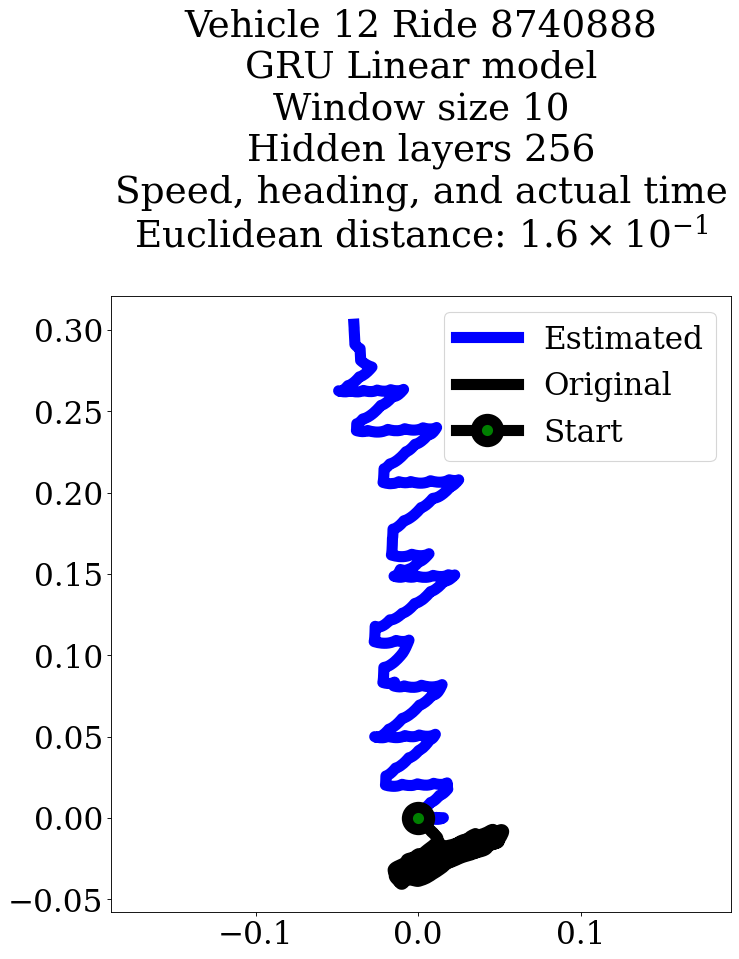 Vehicle 12 Ride 8740888
GRU Linear model
Window size 10
Hidden layers 256
Speed, heading, and actual time
Euclidean distance: 1.6 × 10⁻¹
Estimated
Original
Start
0.30
0.25
0.20
0.15
0.10
0.05
0.00
−0.05
−0.1
0.0
0.1